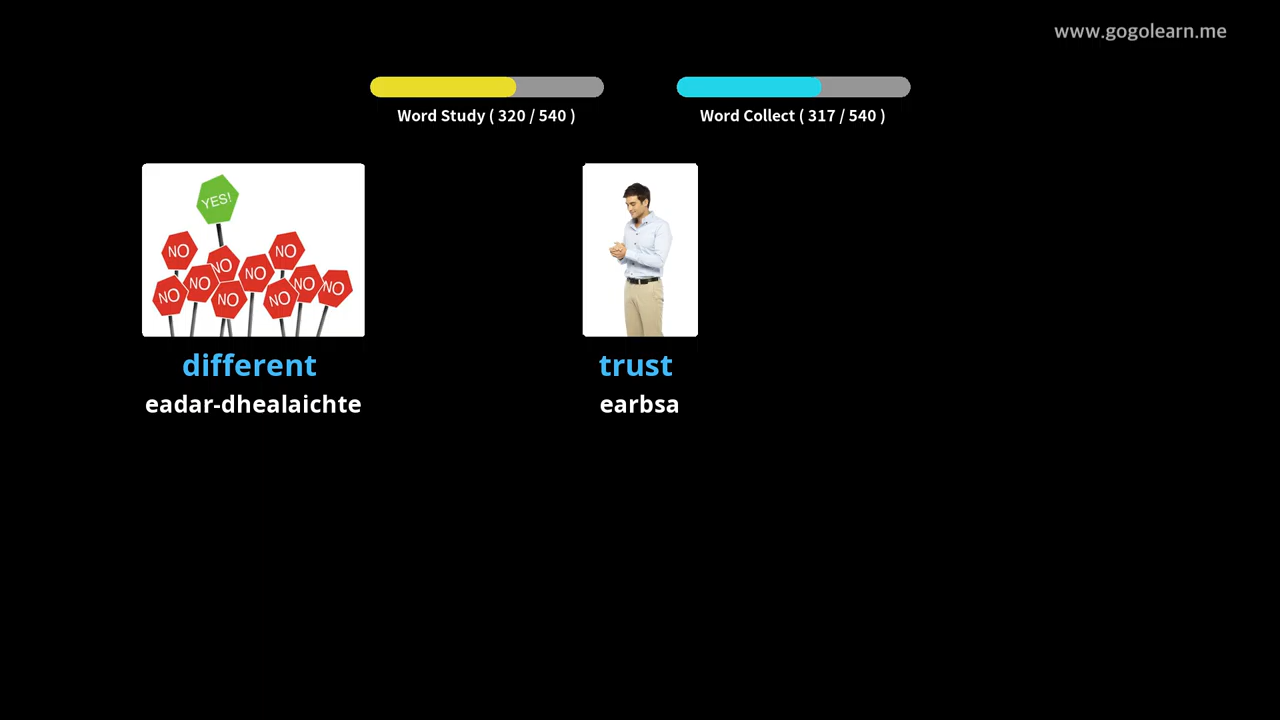 www.gogolearn.me
Word Study ( 320 / 540 )
Word Collect ( 317 / 540 )
YES!
NO
NO
NO
NO
NO
NO
NO
NO
NO
NO
different
eadar-dhealaichte
trust
earbsa